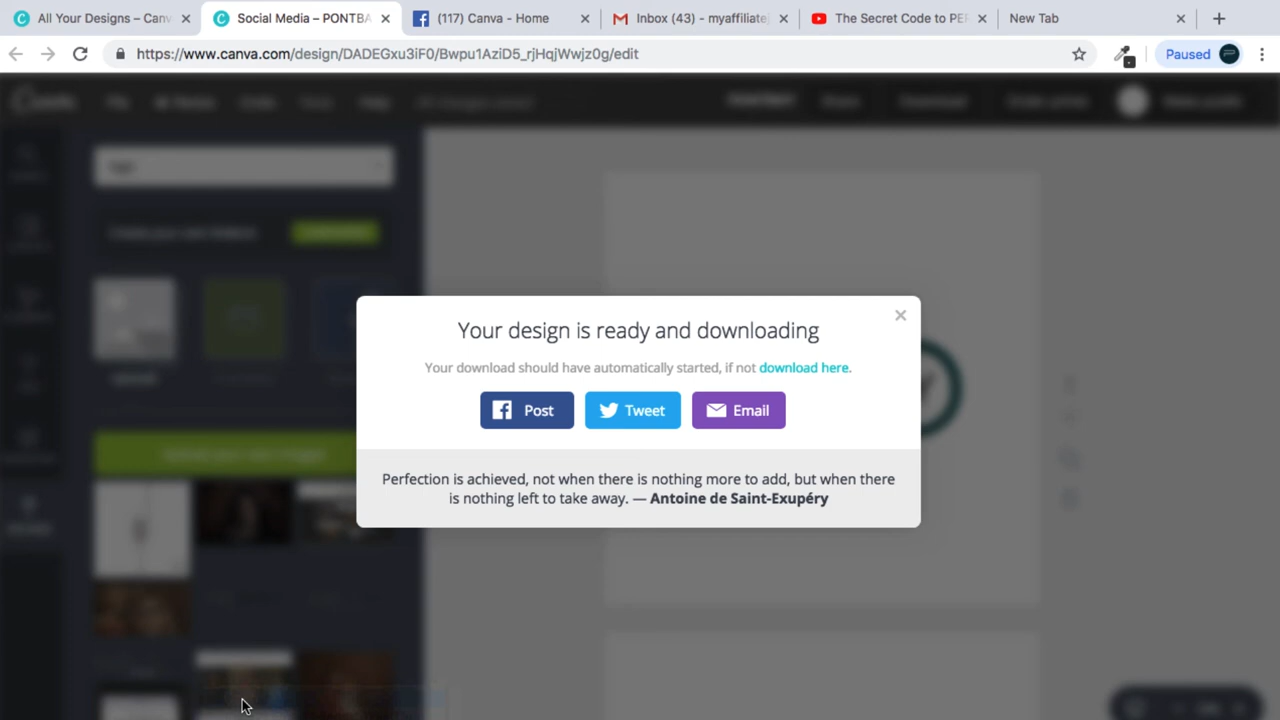 All Your Designs – Canv
Social Media – PONTBA
(117) Canva - Home
Inbox (43) - myaffiliate
The Secret Code to PER
New Tab
https://www.canva.com/design/DADEGxu3iF0/Bwpu1AziD5_rjHqjWwjz0g/edit
Paused
Your design is ready and downloading
Your download should have automatically started, if not download here.
Post
Tweet
Email
Perfection is achieved, not when there is nothing more to add, but when there
is nothing left to take away. — Antoine de Saint-Exupéry